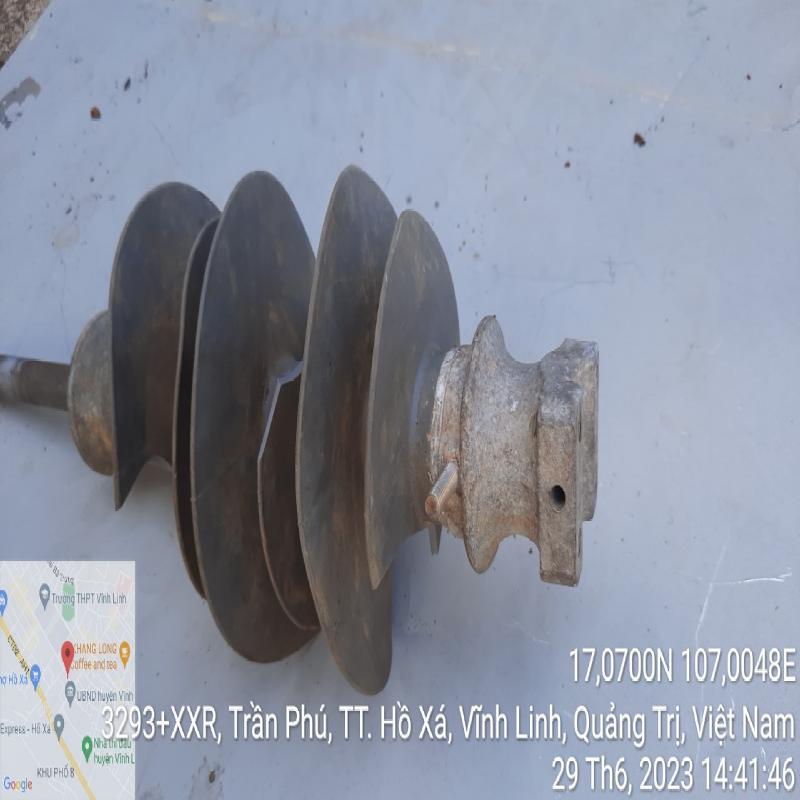 Trường THPT Vĩnh Linh
KHANG LONG
Coffee and tea
UBND huyện Vĩnh
Express - Hồ Xá
Nhà thi đấu
huyện Vĩnh L
KHU PHỐ 8
Google
17,0700N 107,0048E
3293+XXR, Trần Phú, TT. Hồ Xá, Vĩnh Linh, Quảng Trị, Việt Nam
29 Th6, 2023 14:41:46